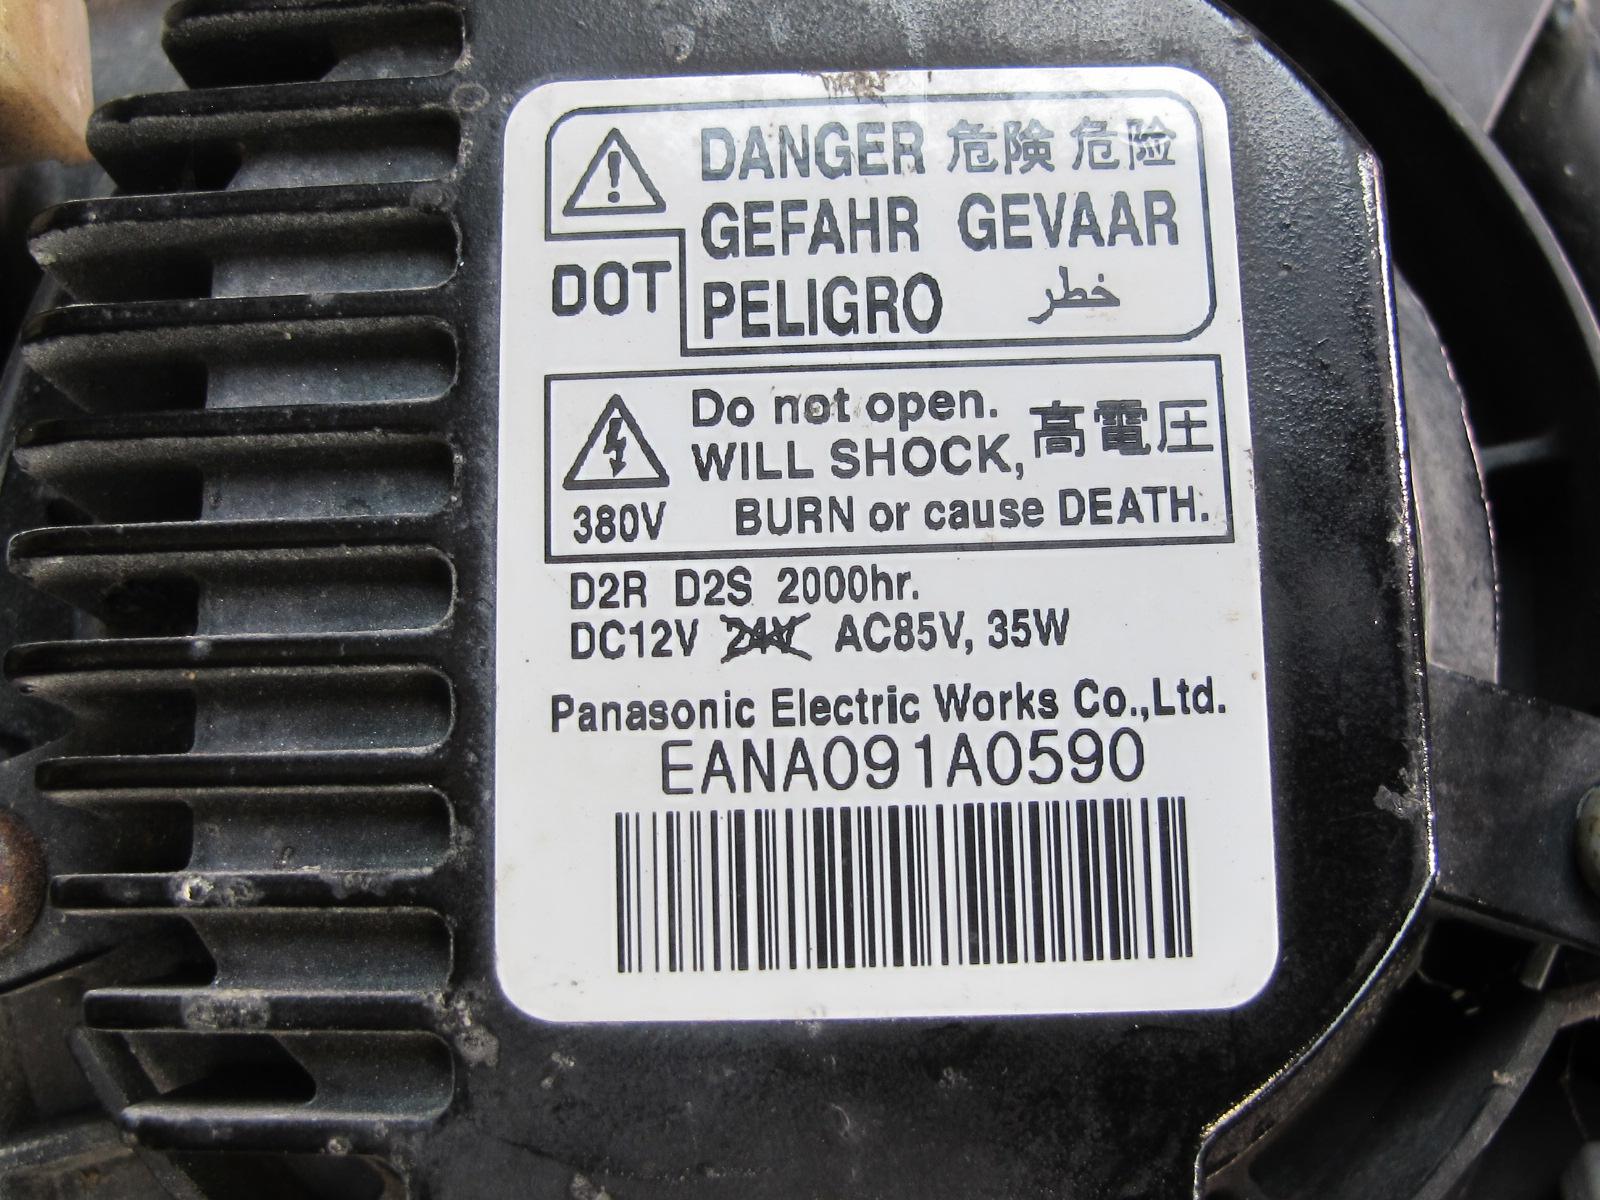 DANGER 危険 危险
GEFAHR GEVAAR
DOT PELIGRO خطر
Do not open.
WILL SHOCK, 高電圧
380V BURN or cause DEATH.
D2R D2S 2000hr.
DC12V 24V AC85V, 35W
Panasonic Electric Works Co.,Ltd.
EANA091A0590